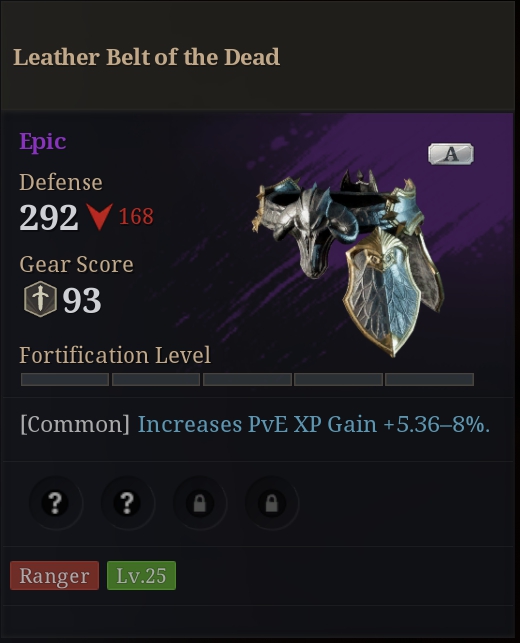 Leather Belt of the Dead
Epic
A
Defense
292 168
Gear Score
93
Fortification Level
[Common] Increases PvE XP Gain +5.36–8%.
? ?
Ranger Lv.25